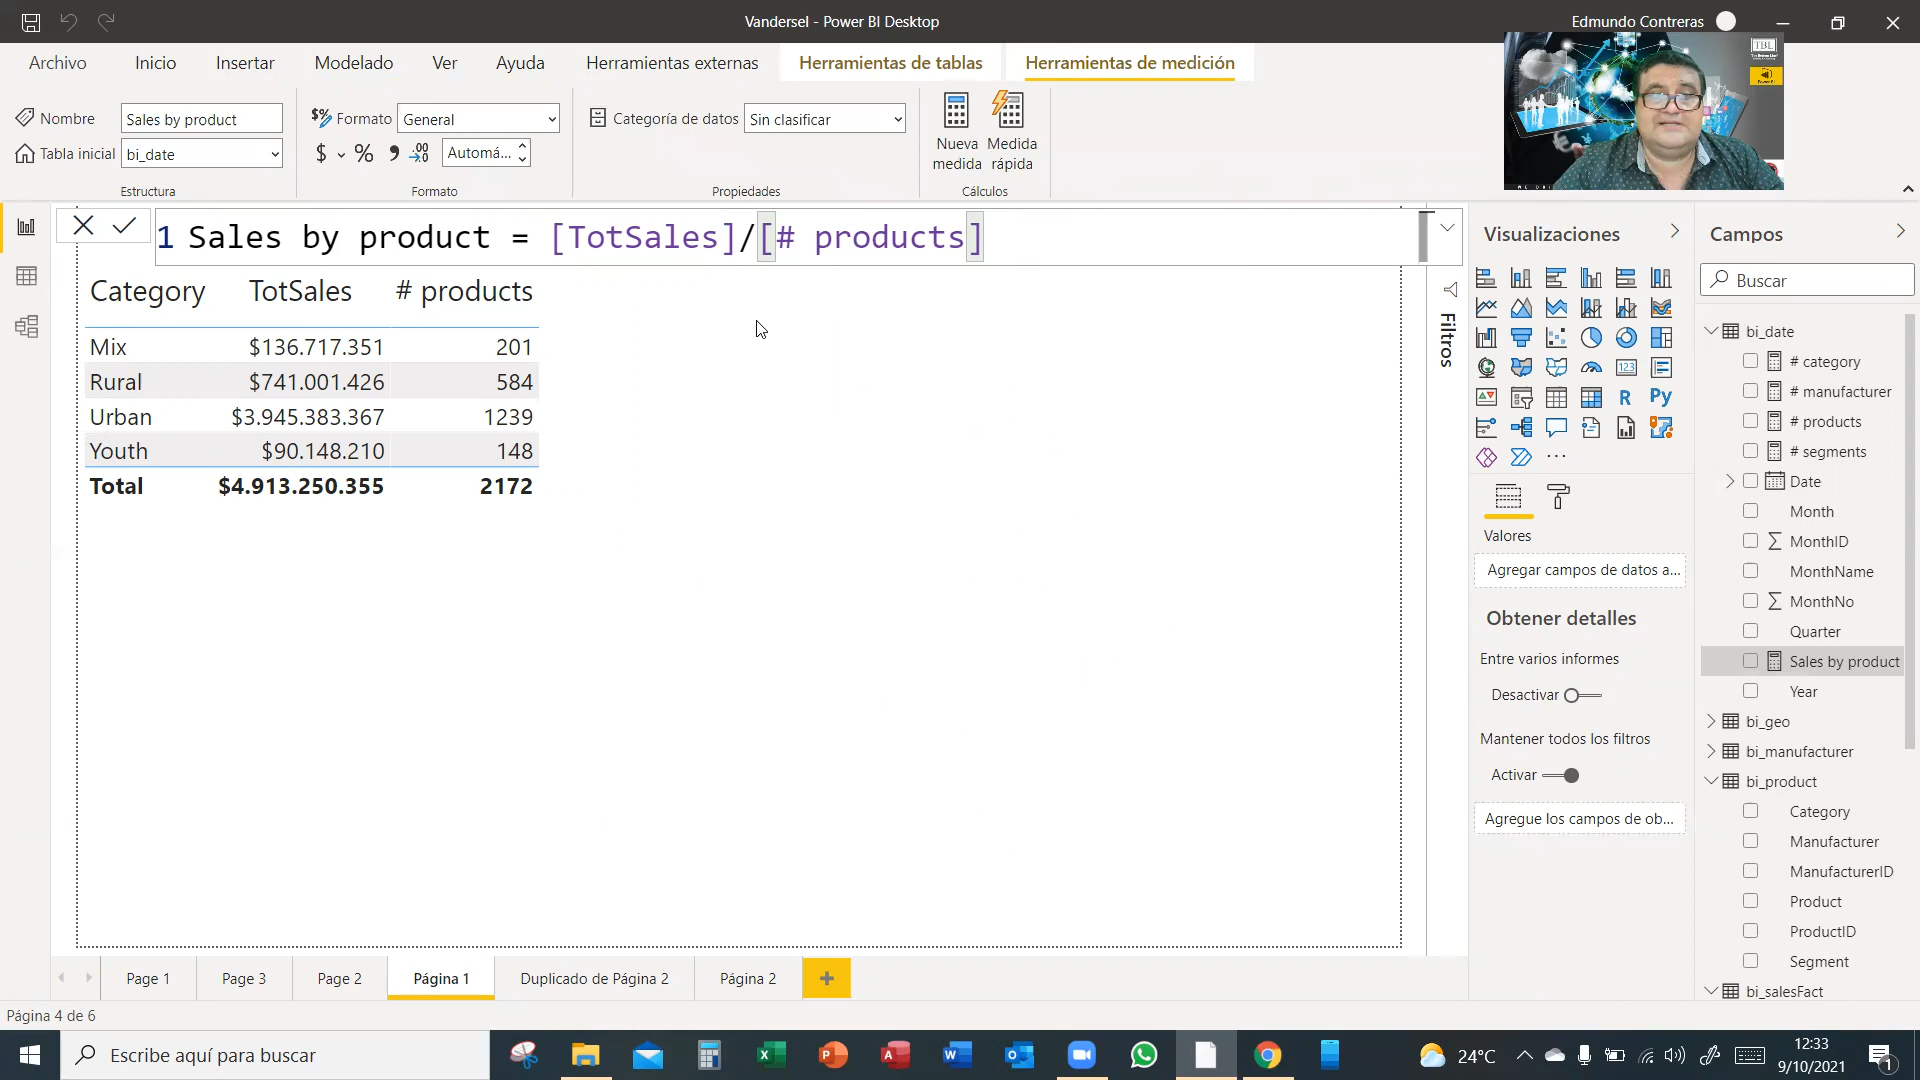 Vandersel - Power BI Desktop
Edmundo Contreras
Archivo Inicio Insertar Modelado Ver Ayuda Herramientas externas Herramientas de tablas Herramientas de medición
Nombre Sales by product
Tabla inicial bi_date
Estructura
Formato General
$ % , .00 Automá...
Formato
Categoría de datos Sin clasificar
Propiedades
Nueva medida
Medida rápida
Cálculos
TBL
Power BI
1 Sales by product = [TotSales]/[# products]
Category TotSales # products
Mix $136.717.351 201
Rural $741.001.426 584
Urban $3.945.383.367 1239
Youth $90.148.210 148
Total $4.913.250.355 2172
Filtros
Visualizaciones
123
R Py
Valores
Agregar campos de datos a...
Obtener detalles
Entre varios informes
Desactivar
Mantener todos los filtros
Activar
Agregue los campos de ob...
Campos
Buscar
bi_date
# category
# manufacturer
# products
# segments
Date
Month
MonthID
MonthName
MonthNo
Quarter
Sales by product
Year
bi_geo
bi_manufacturer
bi_product
Category
Manufacturer
ManufacturerID
Product
ProductID
Segment
bi_salesFact
Page 1 Page 3 Page 2 Página 1 Duplicado de Página 2 Página 2 +
Página 4 de 6
Escribe aquí para buscar
24°C
12:33
9/10/2021
1